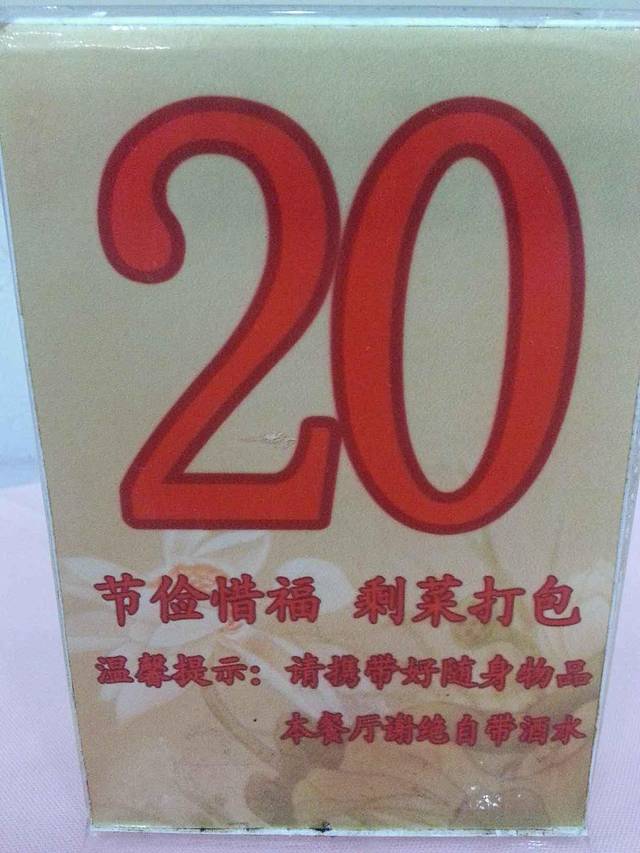 20
节俭惜福 剩菜打包
温馨提示：请携带好随身物品
本餐厅谢绝自带酒水